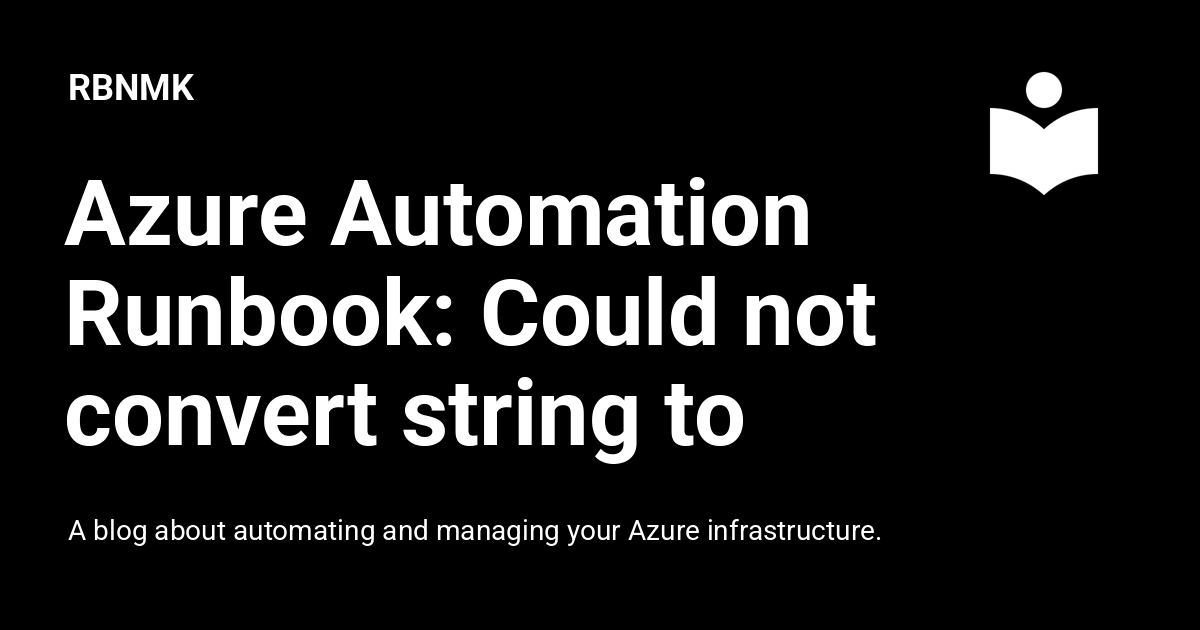 RBNMK
Azure Automation
Runbook: Could not
convert string to
A blog about automating and managing your Azure infrastructure.